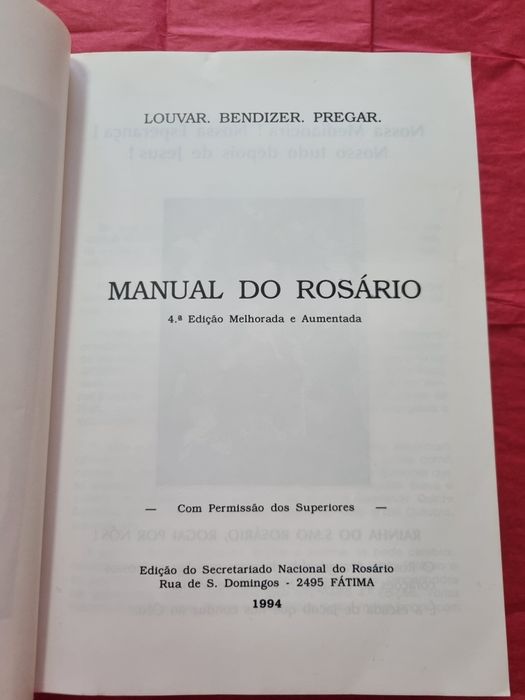 LOUVAR. BENDIZER. PREGAR.
MANUAL DO ROSÁRIO
4.ª Edição Melhorada e Aumentada
— Com Permissão dos Superiores —
Edição do Secretariado Nacional do Rosário
Rua de S. Domingos - 2495 FÁTIMA
1994